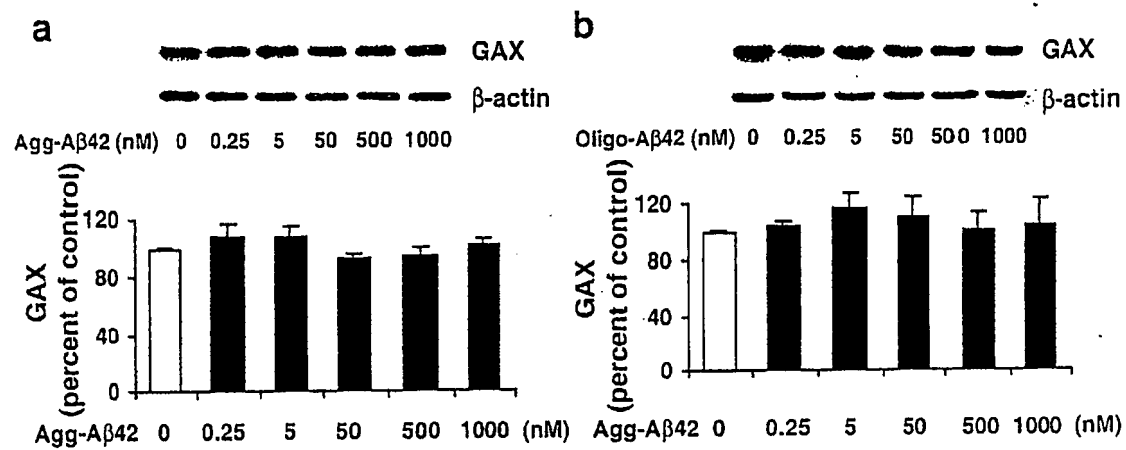 a
GAX
β-actin
Agg-Aβ42 (nM) 0 0.25 5 50 500 1000
GAX
(percent of control)
120
80
40
0
Agg-Aβ42 0 0.25 5 50 500 1000 (nM)
b
GAX
β-actin
Oligo-Aβ42 (nM) 0 0.25 5 50 500 1000
GAX
(percent of control)
120
80
40
0
Agg-Aβ42 0 0.25 5 50 500 1000 (nM)